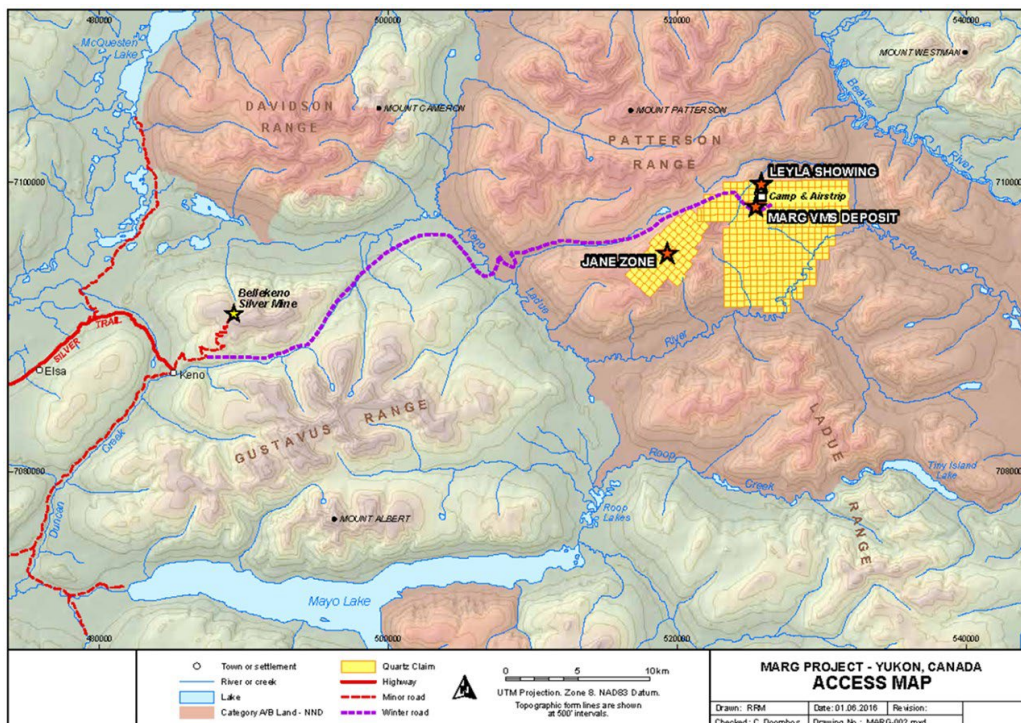 480000
500000
520000
540000
McQuesten
Lake
MOUNT WESTMAN
DAVIDSON
RANGE
MOUNT CAMERON
MOUNT PATTERSON
PATTERSON
RANGE
Beaver
River
7100000
7100000
LEYLA SHOWING
Camp & Airstrip
MARG VMS DEPOSIT
JANE ZONE
Keno
Ladue
River
Bellekeno
Silver Mine
SILVER
TRAIL
Elsa
Keno
GUSTAVUS RANGE
LADUE
RANGE
7080000
7080000
Roop
Creek
Tiny Island
Lake
Roop
Lakes
Duncan
Creek
MOUNT ALBERT
Mayo Lake
480000
500000
520000
540000
Town or settlement
River or creek
Lake
Category A/B Land - NND
Quartz Claim
Highway
Minor road
Winter road
0 5 10km
UTM Projection. Zone 8. NAD83 Datum.
Topographic form lines are shown
at 500' intervals.
MARG PROJECT - YUKON, CANADA
ACCESS MAP
Drawn: RRM Date: 01.06.2016 Revision: